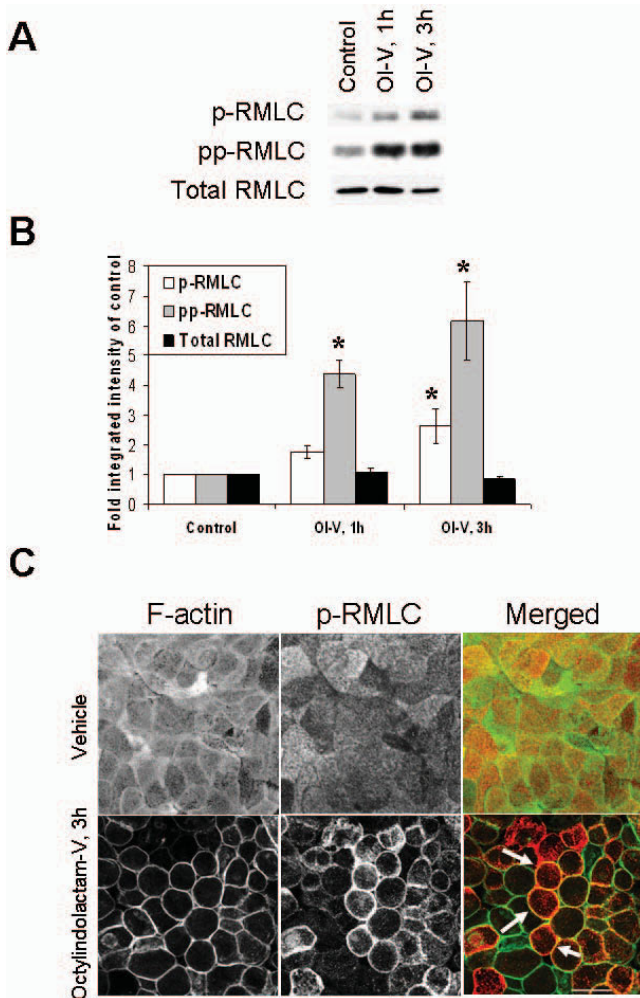 A
Control
OI-V, 1h
OI-V, 3h
p-RMLC
pp-RMLC
Total RMLC
B
Fold integrated intensity of control
8
7
6
5
4
3
2
1
0
p-RMLC
pp-RMLC
Total RMLC
*
*
*
Control
OI-V, 1h
OI-V, 3h
C
F-actin
p-RMLC
Merged
Vehicle
Octylindolactam-V, 3h